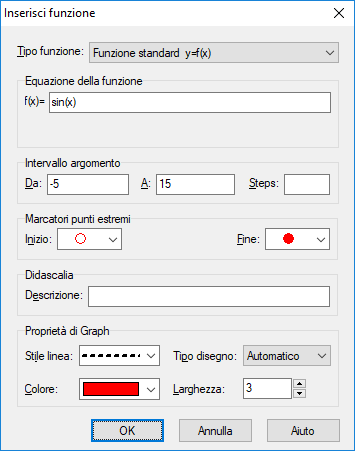 Inserisci funzione
Tipo funzione: Funzione standard y=f(x)
Equazione della funzione
f(x)= sin(x)
Intervallo argomento
Da: -5 A: 15 Steps:
Marcatori punti estremi
Inizio: Fine:
Didascalia
Descrizione:
Proprietà di Graph
Stile linea: Tipo disegno: Automatico
Colore: Larghezza: 3
OK Annulla Aiuto